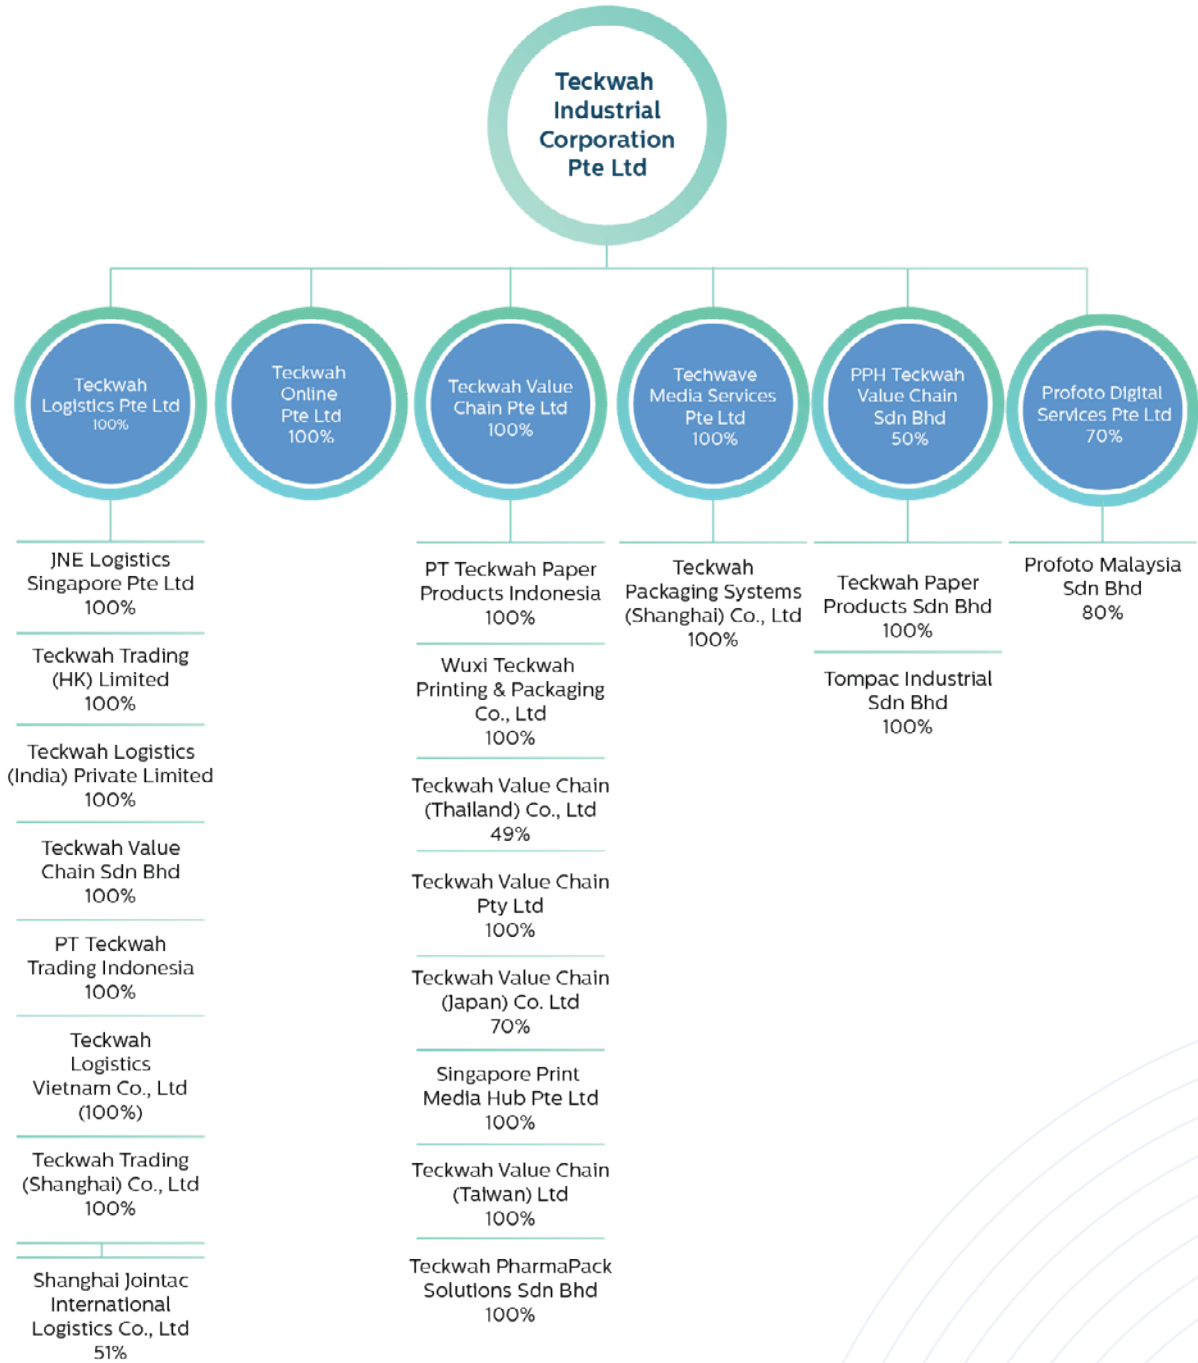 Teckwah
Industrial
Corporation
Pte Ltd
Teckwah
Logistics Pte Ltd
100%
Teckwah
Online
Pte Ltd
100%
Teckwah Value
Chain Pte Ltd
100%
Techwave
Media Services
Pte Ltd
100%
PPH Teckwah
Value Chain
Sdn Bhd
50%
Profoto Digital
Services Pte Ltd
70%
JNE Logistics
Singapore Pte Ltd
100%
Teckwah Trading
(HK) Limited
100%
Teckwah Logistics
(India) Private Limited
100%
Teckwah Value
Chain Sdn Bhd
100%
PT Teckwah
Trading Indonesia
100%
Teckwah
Logistics
Vietnam Co., Ltd
(100%)
Teckwah Trading
(Shanghai) Co., Ltd
100%
Shanghai Jointac
International
Logistics Co., Ltd
51%
PT Teckwah Paper
Products Indonesia
100%
Wuxi Teckwah
Printing & Packaging
Co., Ltd
100%
Teckwah Value Chain
(Thailand) Co., Ltd
49%
Teckwah Value Chain
Pty Ltd
100%
Teckwah Value Chain
(Japan) Co. Ltd
70%
Singapore Print
Media Hub Pte Ltd
100%
Teckwah Value Chain
(Taiwan) Ltd
100%
Teckwah PharmaPack
Solutions Sdn Bhd
100%
Teckwah
Packaging Systems
(Shanghai) Co., Ltd
100%
Teckwah Paper
Products Sdn Bhd
100%
Tompac Industrial
Sdn Bhd
100%
Profoto Malaysia
Sdn Bhd
80%